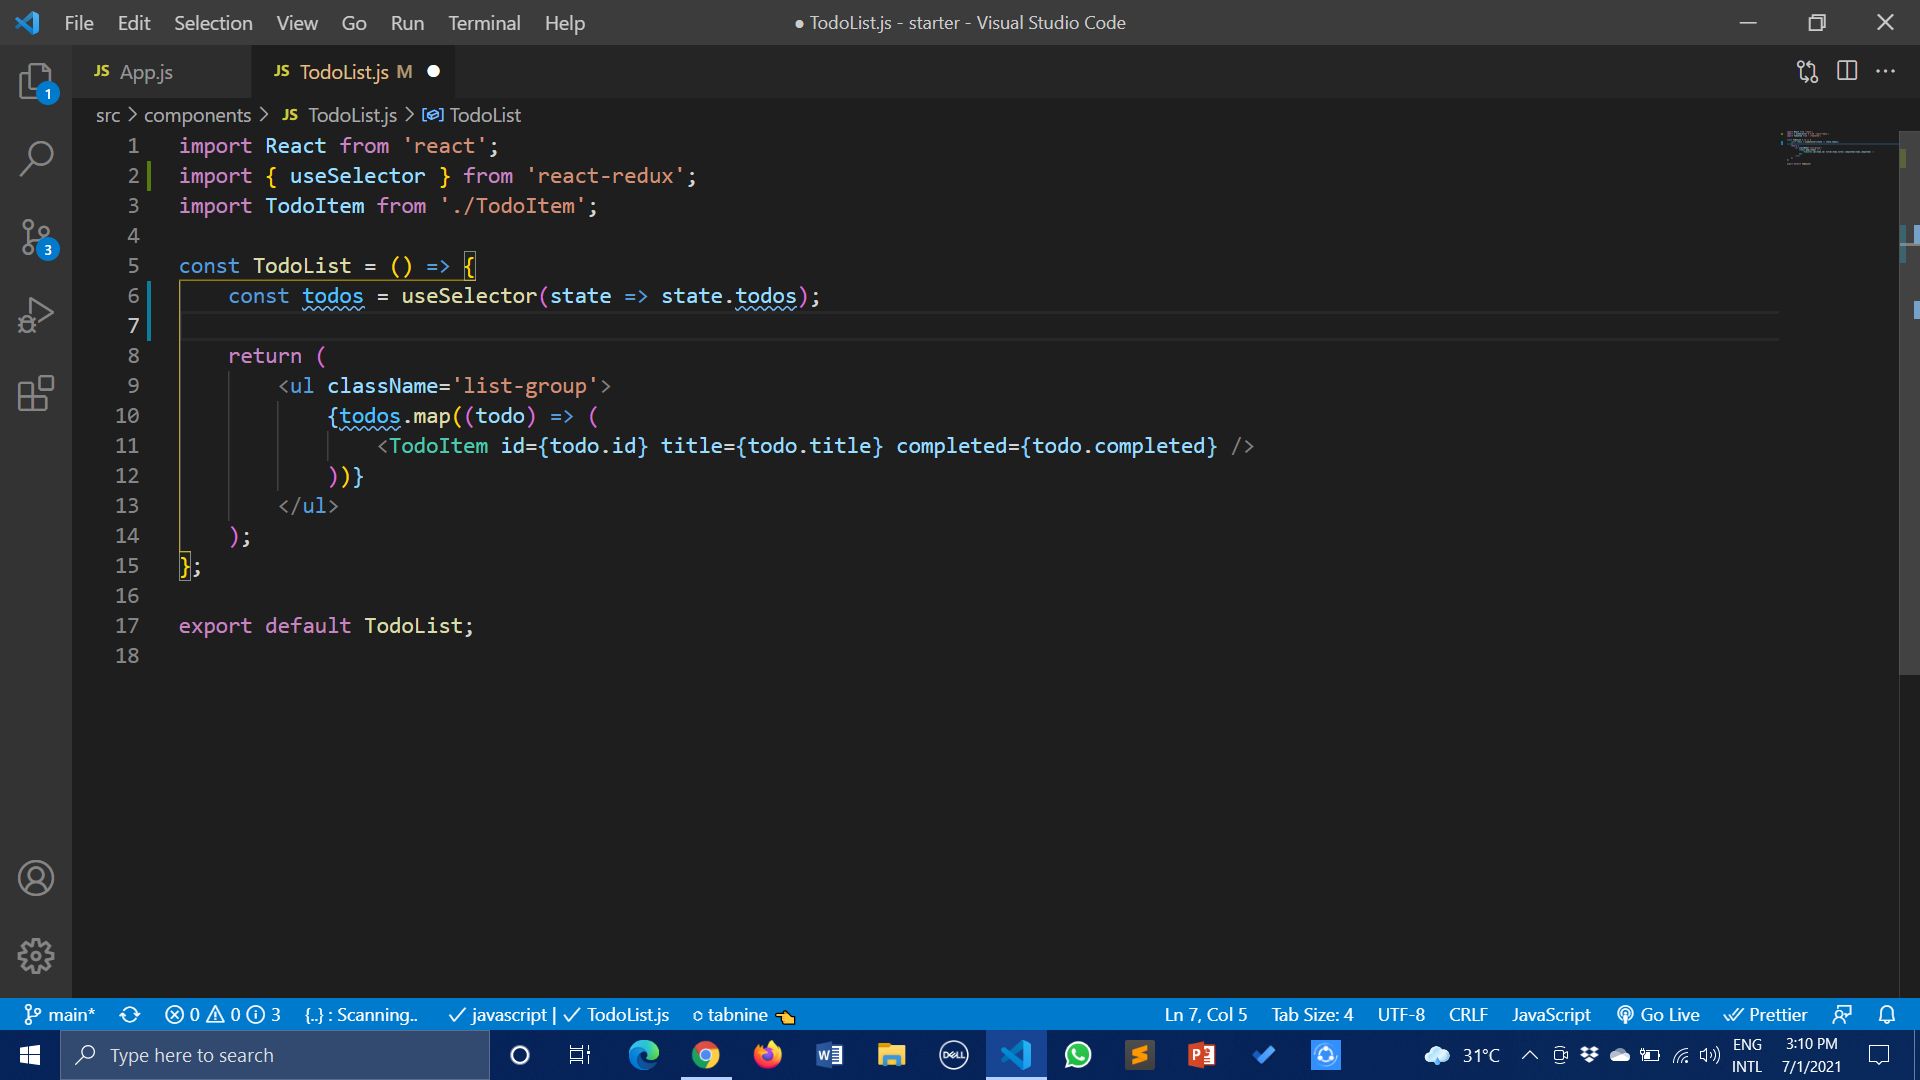 File Edit Selection View Go Run Terminal Help ● TodoList.js - starter - Visual Studio Code
JS App.js JS TodoList.js M ●
src > components > JS TodoList.js > TodoList
1 import React from 'react';
2 import { useSelector } from 'react-redux';
3 import TodoItem from './TodoItem';
4
5 const TodoList = () => {
6 const todos = useSelector(state => state.todos);
7
8 return (
9 <ul className='list-group'>
10 {todos.map((todo) => (
11 <TodoItem id={todo.id} title={todo.title} completed={todo.completed} />
12 ))}
13 </ul>
14 );
15 };
16
17 export default TodoList;
18
1
3
main* 0 0 3 {..} : Scanning.. ✓ javascript | ✓ TodoList.js tabnine Ln 7, Col 5 Tab Size: 4 UTF-8 CRLF JavaScript Go Live Prettier
Type here to search DELL 31°C ENG 3:10 PM
INTL 7/1/2021